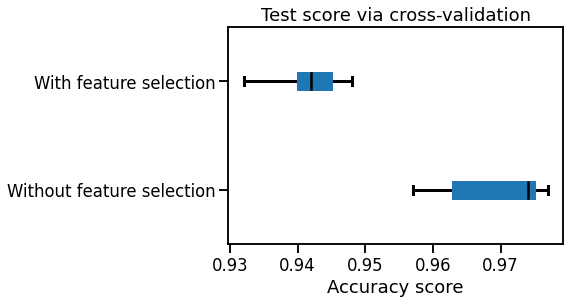 Test score via cross-validation
With feature selection
Without feature selection
0.93 0.94 0.95 0.96 0.97
Accuracy score